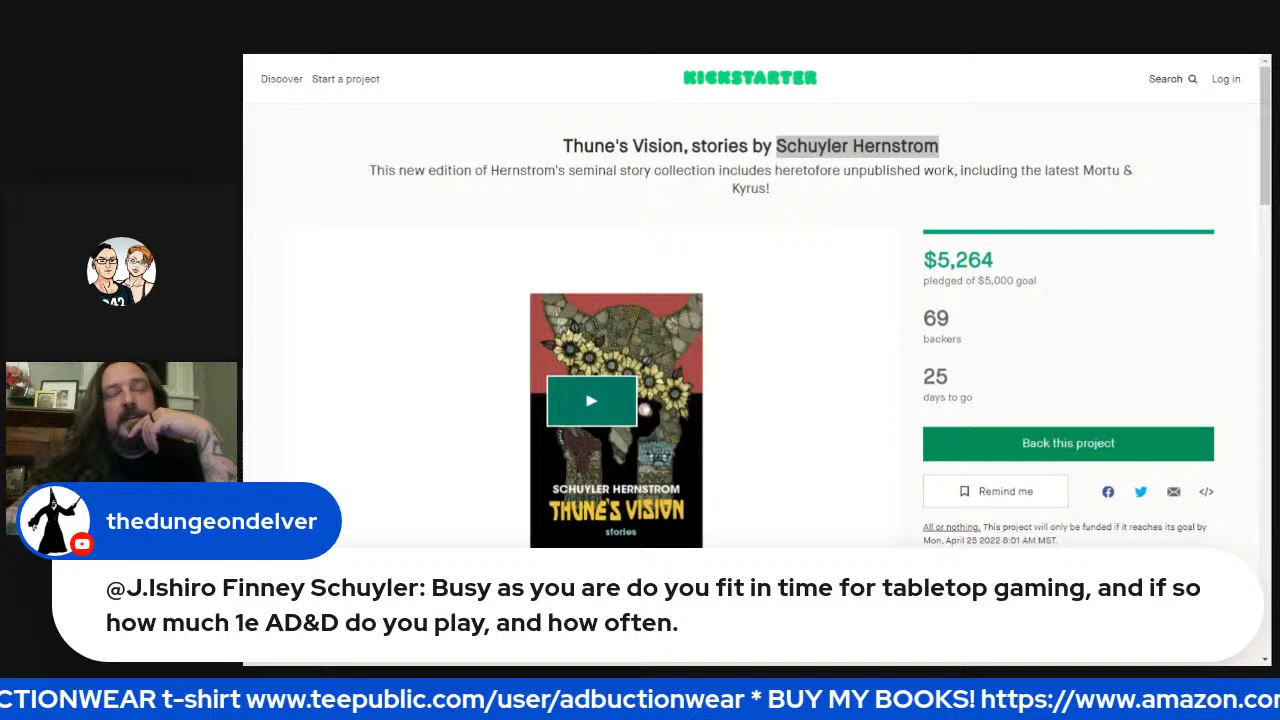 Discover Start a project KICKSTARTER Search Log in
Thune's Vision, stories by Schuyler Hernstrom
This new edition of Hernstrom's seminal story collection includes heretofore unpublished work, including the latest Mortu &
Kyrus!
$5,264
pledged of $5,000 goal
69
backers
25
days to go
Back this project
Remind me
All or nothing. This project will only be funded if it reaches its goal by
Mon, April 25 2022 8:01 AM MST.
SCHUYLER HERNSTROM
THUNE'S VISION
stories
thedungeondelver
@J.Ishiro Finney Schuyler: Busy as you are do you fit in time for tabletop gaming, and if so
how much 1e AD&D do you play, and how often.
CTIONWEAR t-shirt www.teepublic.com/user/adbuctionwear * BUY MY BOOKS! https://www.amazon.co